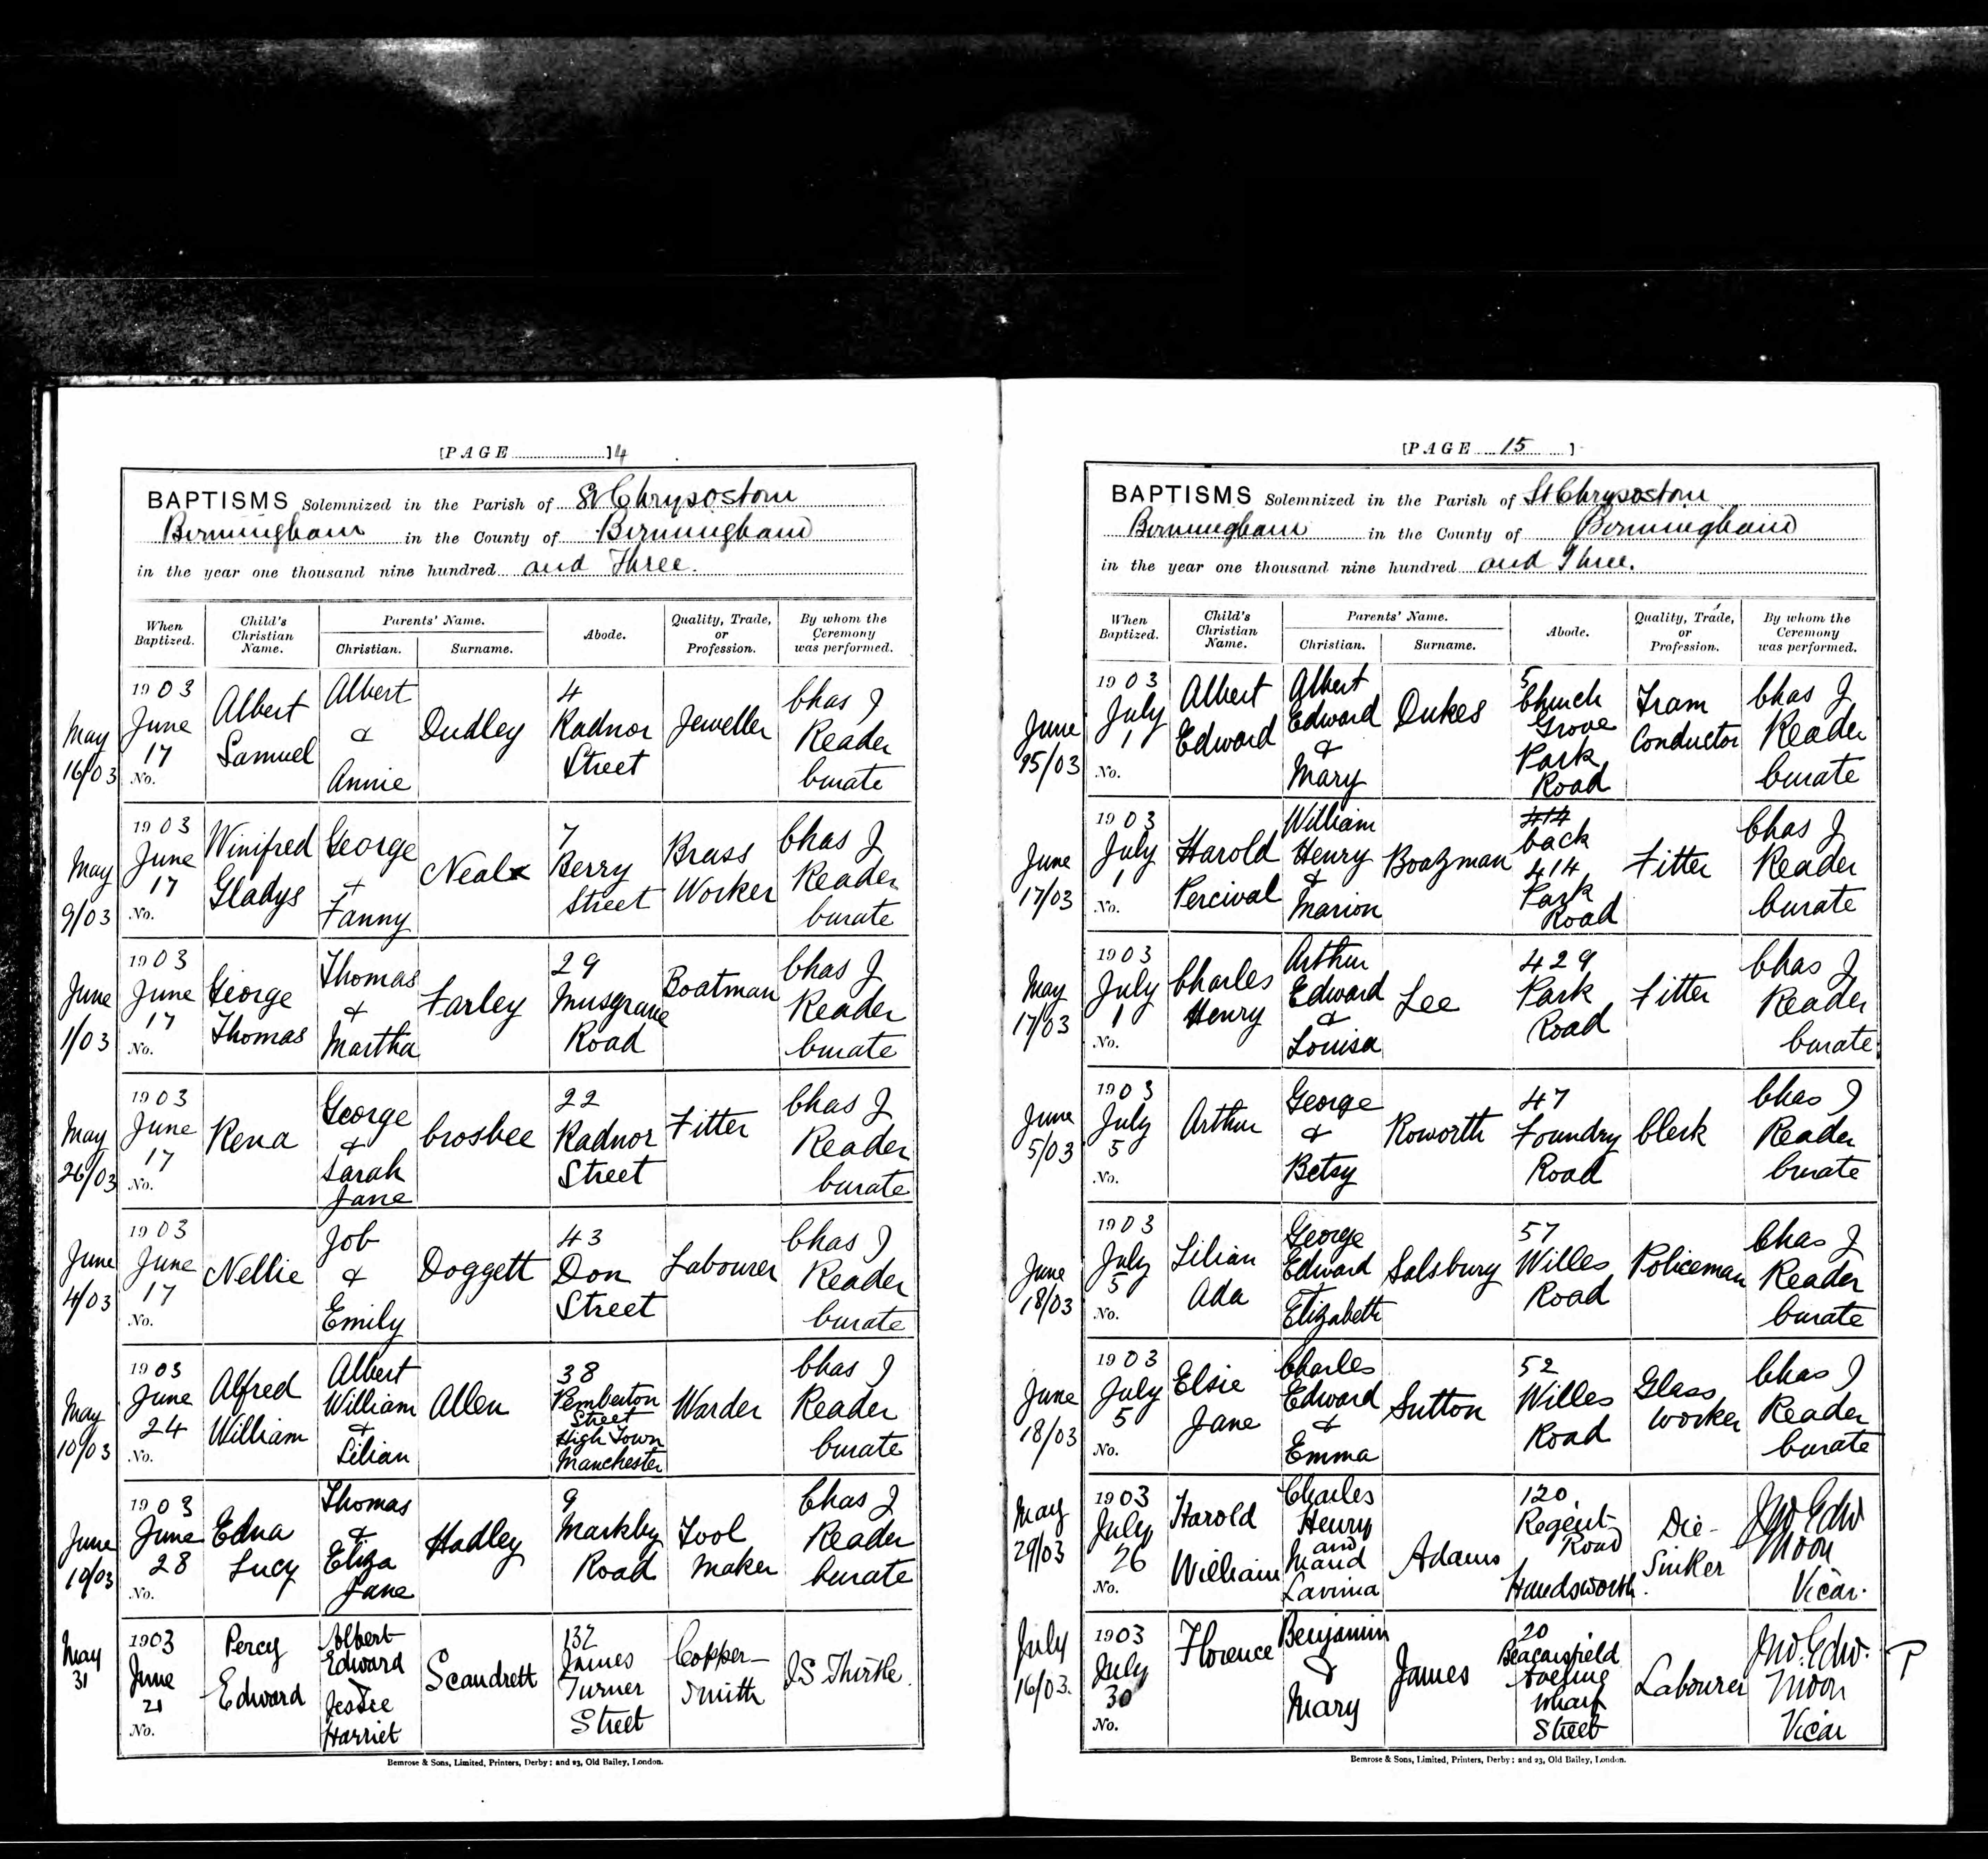 [PAGE ........ ]4
BAPTISMS Solemnized in the Parish of St Chrysostom
Birmingham in the County of Birmingham
in the year one thousand nine hundred and Three.
When Baptized.
Child's Christian Name.
Parents' Name.
Christian.
Surname.
Abode.
Quality, Trade, or Profession.
By whom the Ceremony was performed.
May 16/03
1903 June 17 No.
Albert Samuel
Albert & Annie
Dudley
4 Radnor Street
Jeweller
Chas J Reader Curate
May 9/03
1903 June 17 No.
Winifred Gladys
George + Fanny
Neal
7 Berry Street
Brass Worker
Chas J Reader Curate
June 1/03
1903 June 17 No.
George Thomas
Thomas & Martha
Farley
29 Musgrave Road
Boatman
Chas J Reader Curate
May 26/03
1903 June 17 No.
Rena
George & Sarah Jane
Crosbee
22 Radnor Street
Fitter
Chas J Reader Curate
June 4/03
1903 June 17 No.
Nellie
Job & Emily
Doggett
43 Don Street
Labourer
Chas J Reader Curate
May 10/03
1903 June 24 No.
Alfred William
Albert William & Lilian
Allen
38 Pemberton Street High Town Manchester
Warder
Chas J Reader Curate
June 10/03
1903 June 28 No.
Edna Lucy
Thomas & Eliza Jane
Hadley
9 Markby Road
Tool Maker
Chas J Reader Curate
May 31
1903 June 21 No.
Percy Edward
Albert Edward & Jessie Harriet
Scandrett
132 James Turner Street
Copper-Smith
J S Thirtle.
Bemrose & Sons, Limited, Printers, Derby; and 23, Old Bailey, London.
[PAGE 15 ]
BAPTISMS Solemnized in the Parish of St Chrysostom
Birmingham in the County of Birmingham
in the year one thousand nine hundred and Three.
When Baptized.
Child's Christian Name.
Parents' Name.
Christian.
Surname.
Abode.
Quality, Trade, or Profession.
By whom the Ceremony was performed.
June
1903 July 1 No.
Albert Edward
Albert Edward & Mary
Dukes
5 Church Grove Park Road
Tram Conductor
Chas J Reader Curate
June 17/03
1903 July 1 No.
Harold Percival
William Henry & Marion
Boazman
414 back 414 Park Road
Fitter
Chas J Reader Curate
May 17/03
1903 July 1 No.
Charles Henry
Arthur Edward & Louisa
Lee
429 Park Road
Fitter
Chas J Reader Curate
June 5/03
1903 July 5 No.
Arthur
George & Betsy
Roworth
47 Foundry Road
Clerk
Chas J Reader Curate
June 18/03
1903 July 5 No.
Lilian Ada
George Edward Elizabeth
Salsbury
57 Willes Road
Policeman
Chas J Reader Curate
June 18/03
1903 July 5 No.
Elsie Jane
Charles Edward & Emma
Sutton
52 Willes Road
Glass Worker
Chas J Reader Curate
May 29/03
1903 July 26 No.
Harold William
Charles Henry and Maud Lavinia
Adams
120 Regent Road Handsworth.
Die-Sinker
Jno Edw Moon Vicar.
July 16/03.
1903 July 30 No.
Florence
Benjamin & Mary
James
20 Beaconsfield Avenue Wharf Street
Labourer
Jno. Edw. Moon Vicar
P
Bemrose & Sons, Limited, Printers, Derby; and 23, Old Bailey, London.